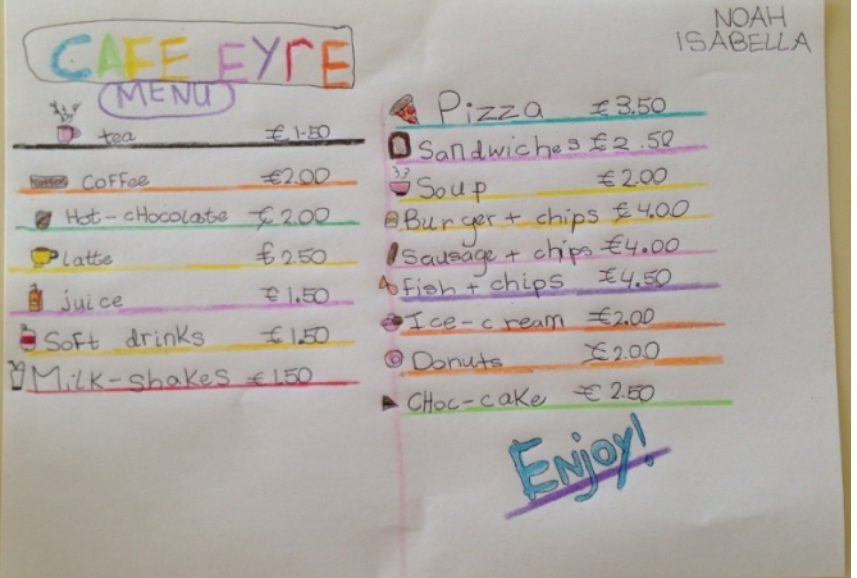 CAFE EYrE
MENU
tea € 1.50
Coffee €2.00
Hot-cHocolate € 2.00
latte € 2.50
juice € 1.50
Soft drinks € 1.50
Milk-shakes € 1.50
NOAH
ISABELLA
Pizza € 3.50
Sandwiches € 2.50
Soup € 2.00
Burger + chips € 4.00
Sausage + chips €4.00
Fish + chips €4.50
Ice-cream €2.00
Donuts €2.00
CHoc-cake € 2.50
Enjoy!